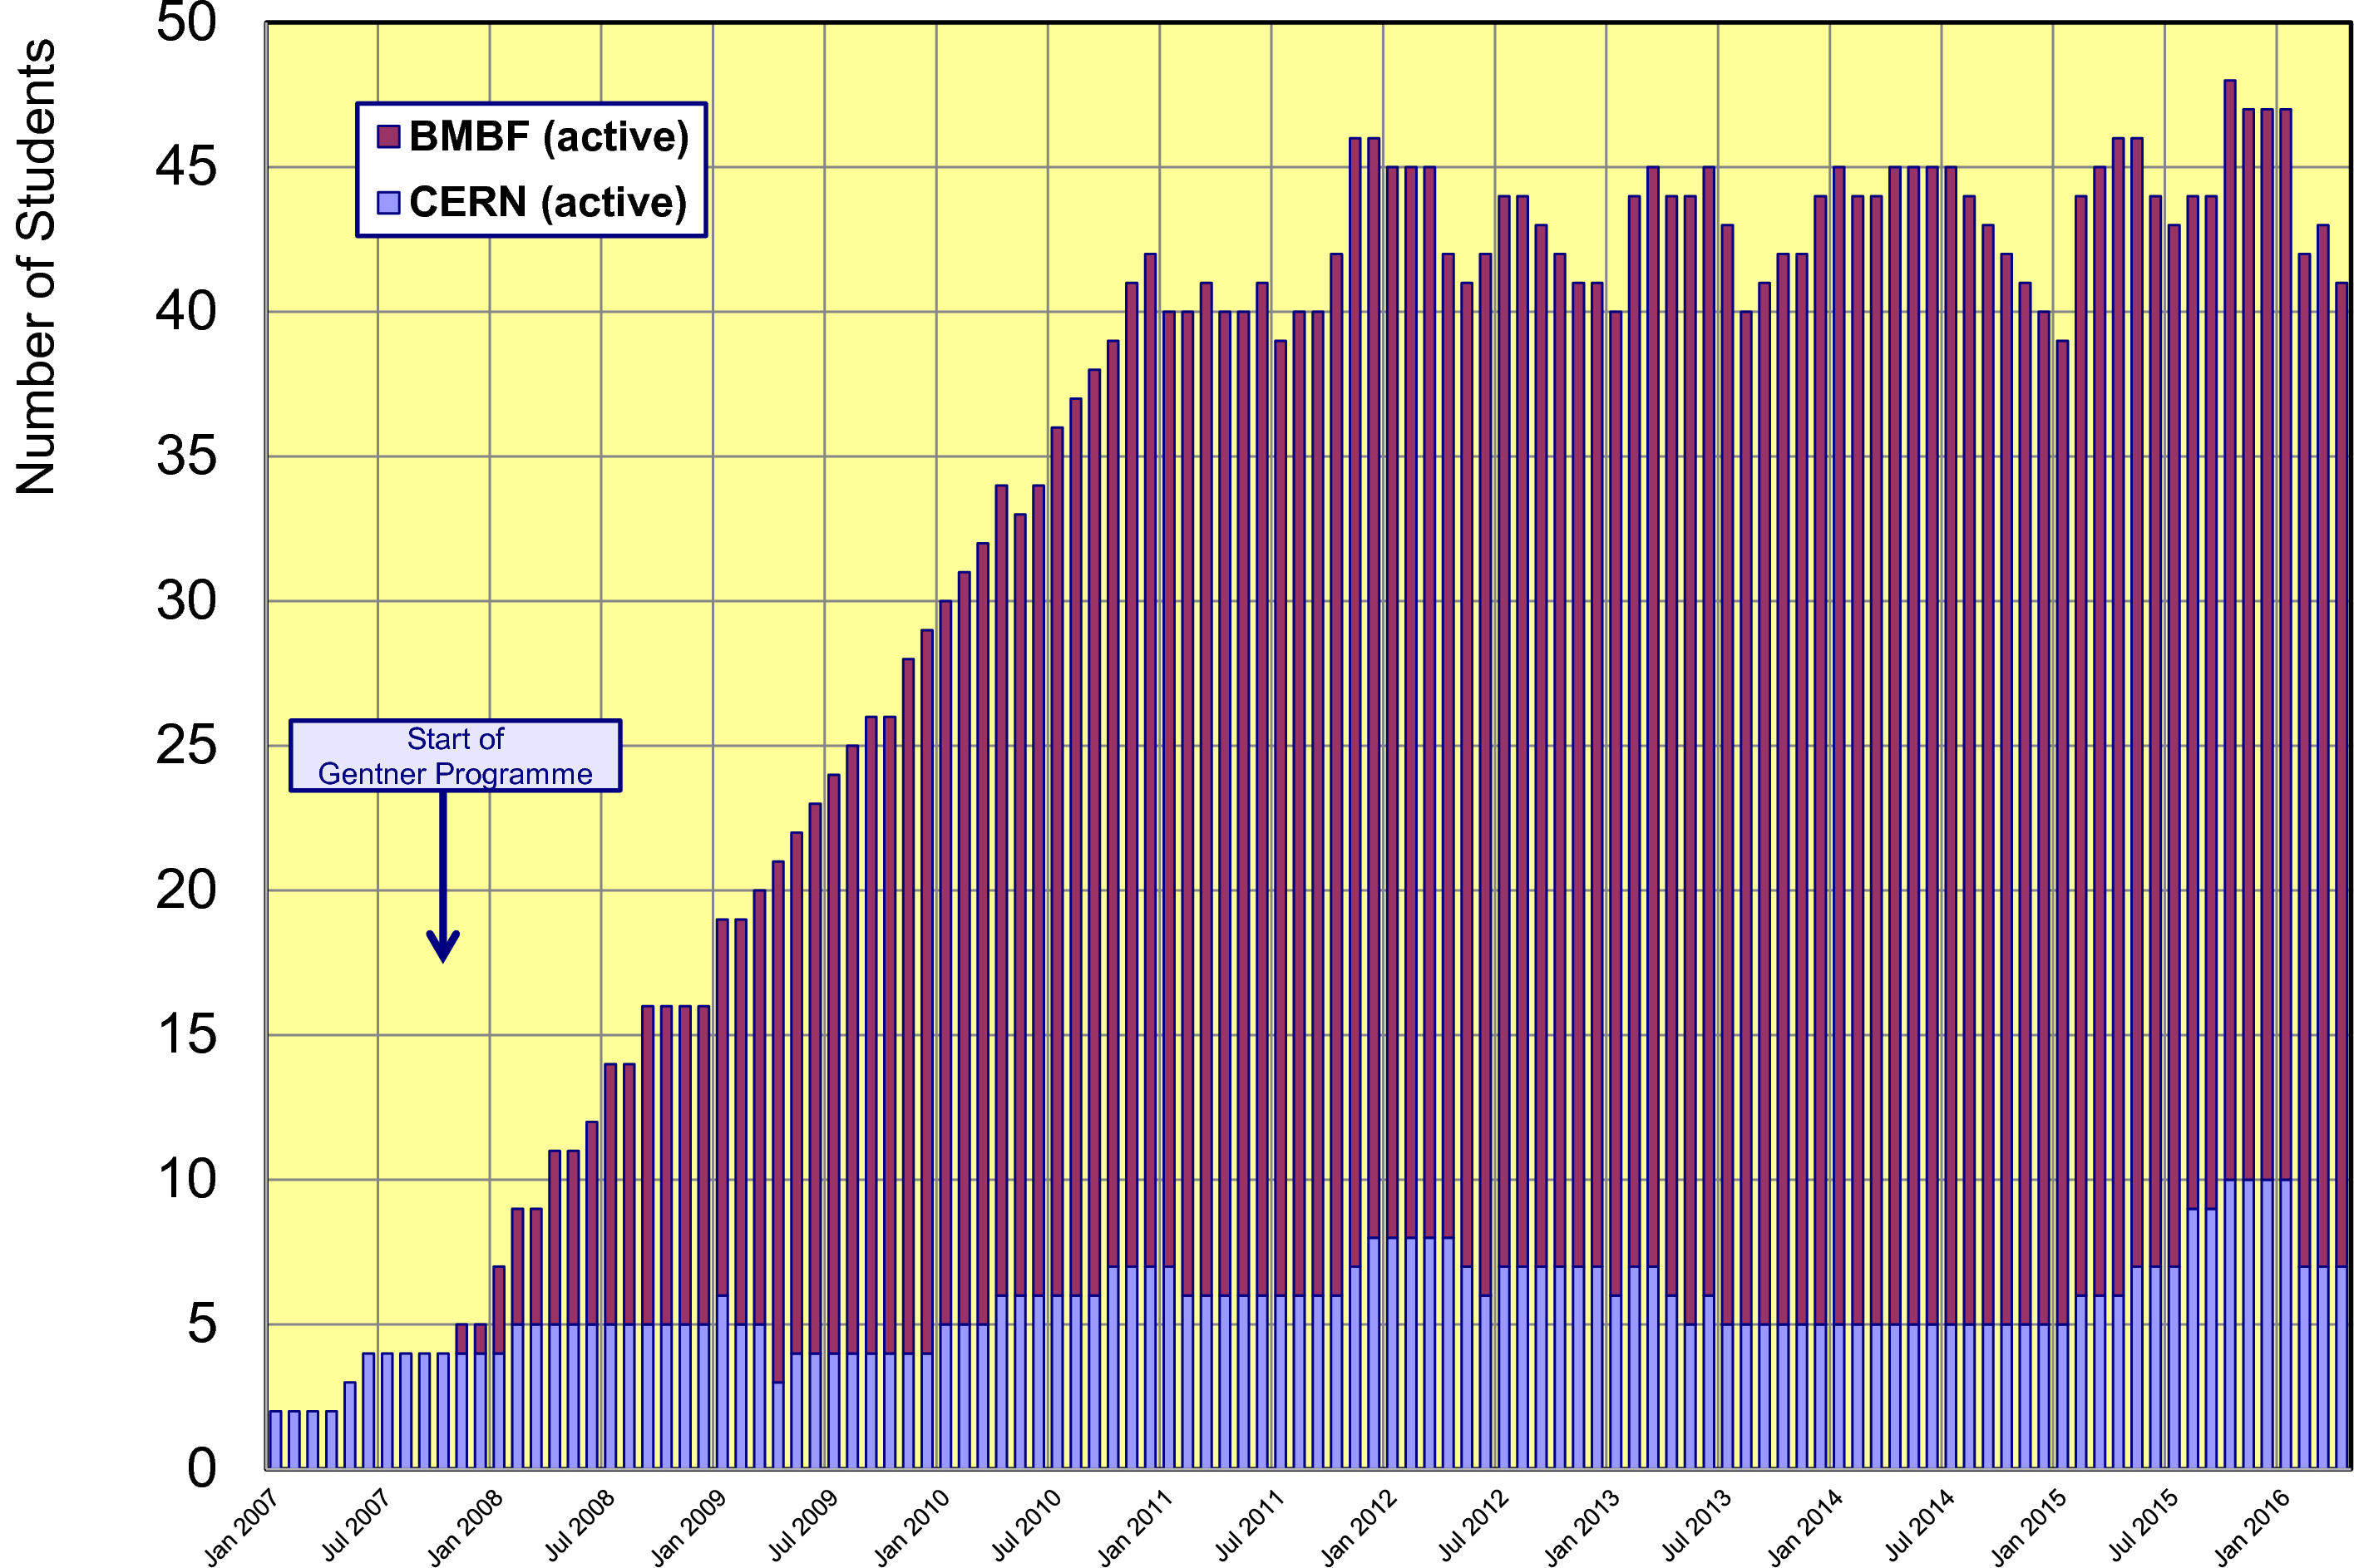 Number of Students
50
45
40
35
30
25
20
15
10
5
0
BMBF (active)
CERN (active)
Start of
Gentner Programme
Jan 2007
Jul 2007
Jan 2008
Jul 2008
Jan 2009
Jul 2009
Jan 2010
Jul 2010
Jan 2011
Jul 2011
Jan 2012
Jul 2012
Jan 2013
Jul 2013
Jan 2014
Jul 2014
Jan 2015
Jul 2015
Jan 2016